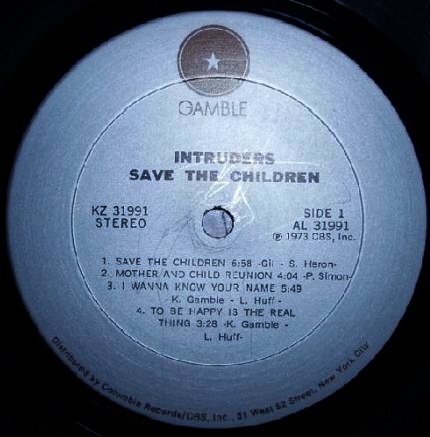 GAMBLE
INTRUDERS
SAVE THE CHILDREN
KZ 31991
STEREO
SIDE 1
AL 31991
℗ 1973 CBS, Inc.
1. SAVE THE CHILDREN 6:58 -Gil - S. Heron-
2. MOTHER AND CHILD REUNION 4:04 -P. Simon-
3. I WANNA KNOW YOUR NAME 5:49
K. Gamble - L. Huff-
4. TO BE HAPPY IS THE REAL
THING 3:28 -K. Gamble -
L. Huff-
Distributed by Columbia Records/CBS, Inc., 51 West 52 Street, New York City